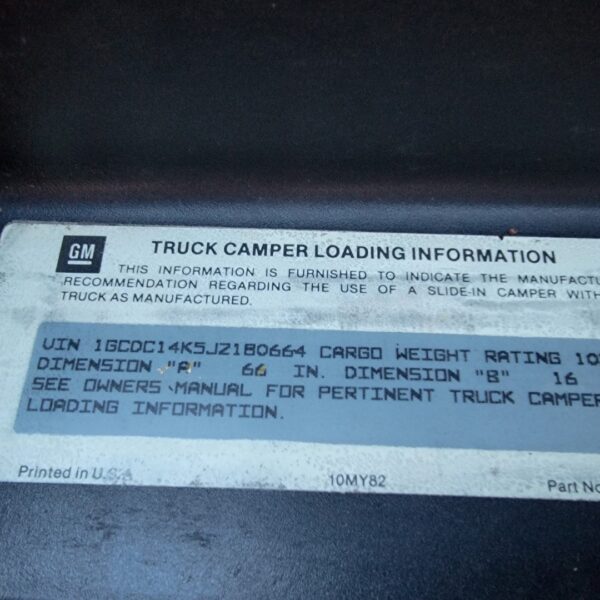 GM
TRUCK CAMPER LOADING INFORMATION
THIS INFORMATION IS FURNISHED TO INDICATE THE MANUFACTU
RECOMMENDATION REGARDING THE USE OF A SLIDE-IN CAMPER WITH
TRUCK AS MANUFACTURED.
VIN 1GCDC14K5JZ180664 CARGO WEIGHT RATING 10
DIMENSION "A" 66 IN. DIMENSION "B" 16
SEE OWNERS MANUAL FOR PERTINENT TRUCK CAMPER
LOADING INFORMATION.
Printed in U.S.A. 10MY82 Part No